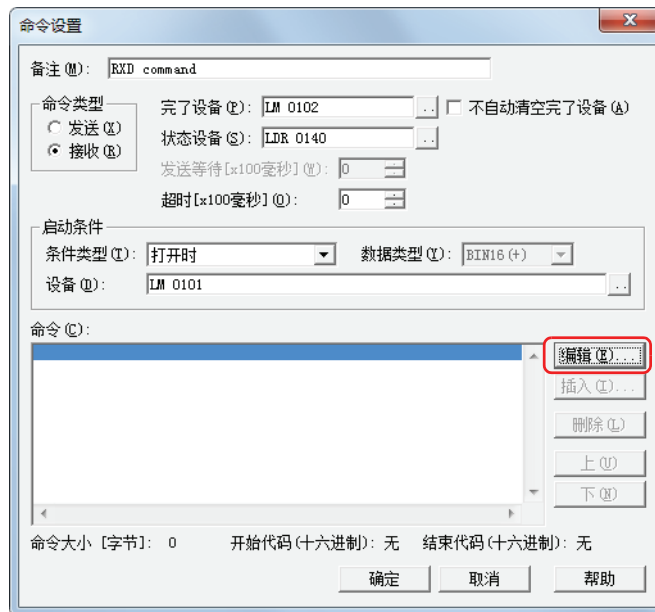 命令设置
备注(M): RXD command
命令类型
发送(X)
接收(R)
完了设备(P): LM 0102 .. 不自动清空完了设备(A)
状态设备(S): LDR 0140 ..
发送等待[x100毫秒](W): 0
超时[x100毫秒](O): 0
启动条件
条件类型(T): 打开时 数据类型(Y): BIN16(+)
设备(D): LM 0101 ..
命令(C):
编辑(E)...
插入(I)...
删除(L)
上(U)
下(N)
命令大小 [字节]: 0 开始代码(十六进制): 无 结束代码(十六进制): 无
确定 取消 帮助